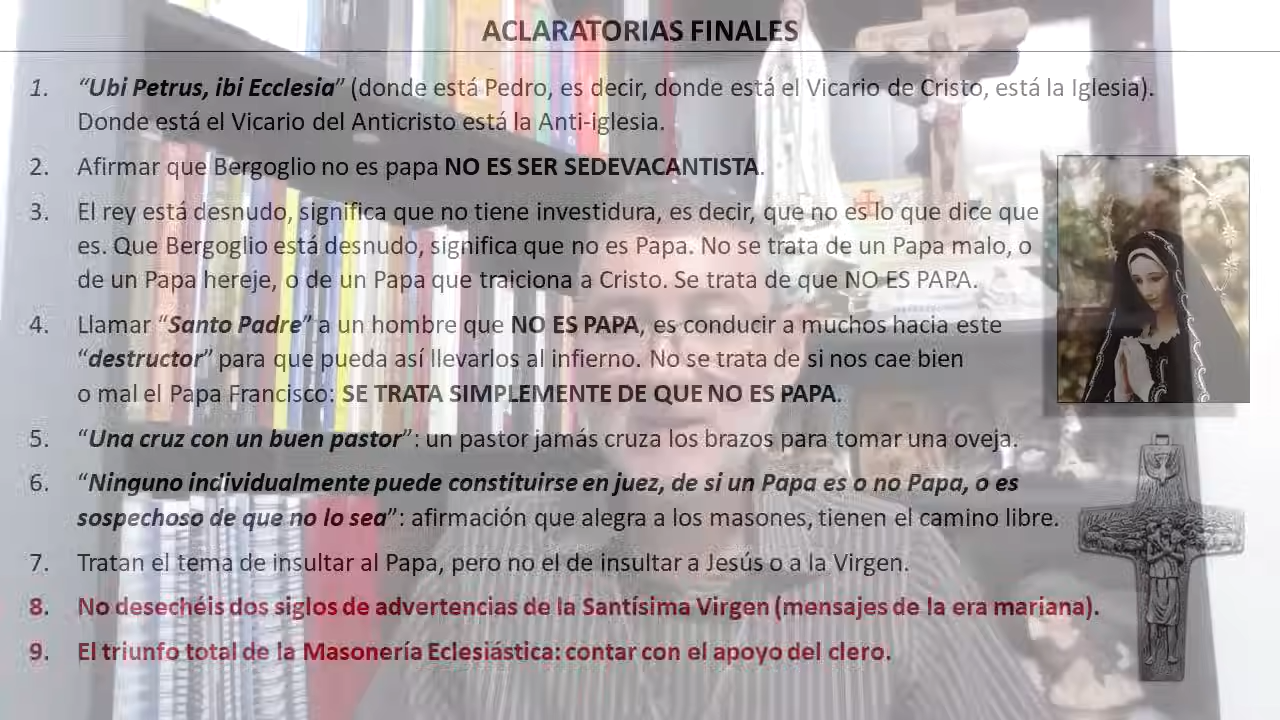 ACLARATORIAS FINALES
1. “Ubi Petrus, ibi Ecclesia” (donde está Pedro, es decir, donde está el Vicario de Cristo, está la Iglesia).
Donde está el Vicario del Anticristo está la Anti-iglesia.
2. Afirmar que Bergoglio no es papa NO ES SER SEDEVACANTISTA.
3. El rey está desnudo, significa que no tiene investidura, es decir, que no es lo que dice que
es. Que Bergoglio está desnudo, significa que no es Papa. No se trata de un Papa malo, o
de un Papa hereje, o de un Papa que traiciona a Cristo. Se trata de que NO ES PAPA.
4. Llamar “Santo Padre” a un hombre que NO ES PAPA, es conducir a muchos hacia este
“destructor” para que pueda así llevarlos al infierno. No se trata de si nos cae bien
o mal el Papa Francisco: SE TRATA SIMPLEMENTE DE QUE NO ES PAPA.
5. “Una cruz con un buen pastor”: un pastor jamás cruza los brazos para tomar una oveja.
6. “Ninguno individualmente puede constituirse en juez, de si un Papa es o no Papa, o es
sospechoso de que no lo sea”: afirmación que alegra a los masones, tienen el camino libre.
7. Tratan el tema de insultar al Papa, pero no el de insultar a Jesús o a la Virgen.
8. No desechéis dos siglos de advertencias de la Santísima Virgen (mensajes de la era mariana).
9. El triunfo total de la Masonería Eclesiástica: contar con el apoyo del clero.